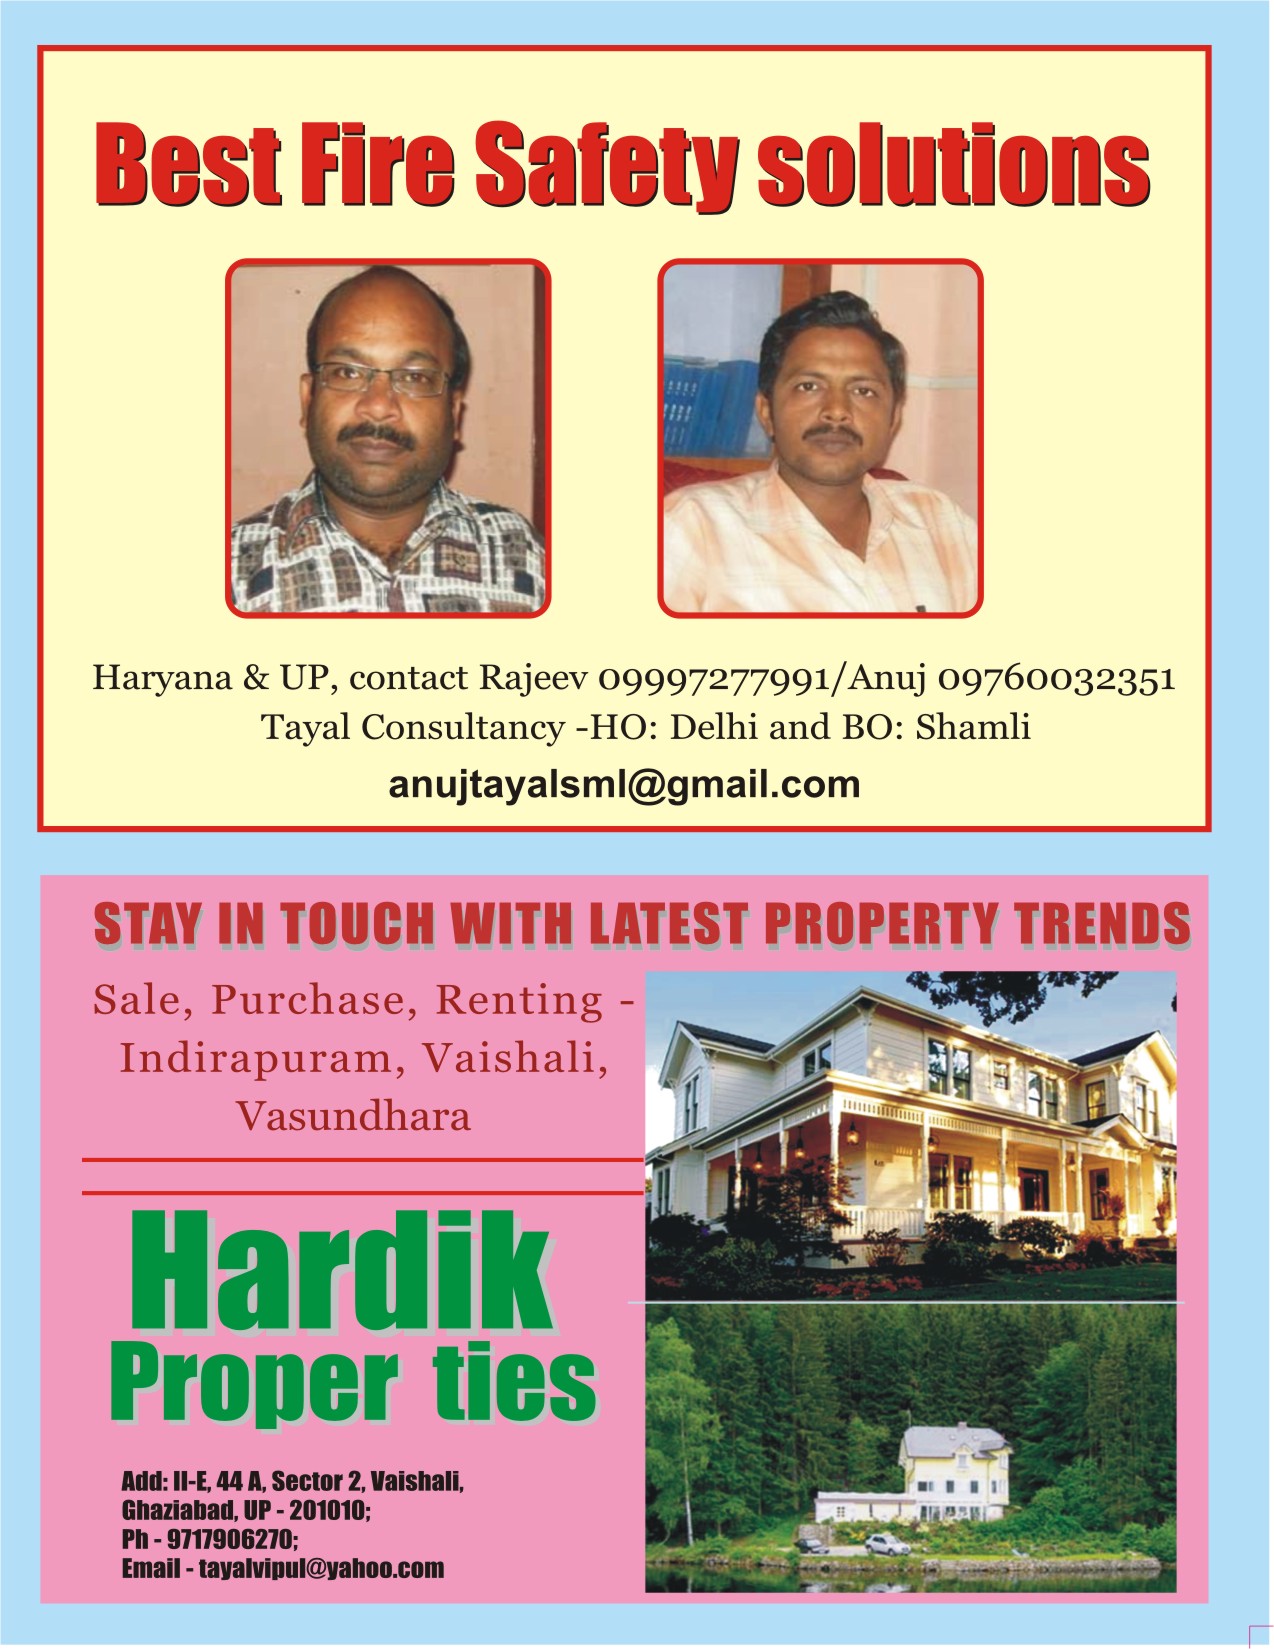 Best Fire Safety solutions
Haryana & UP, contact Rajeev 09997277991/Anuj 09760032351
Tayal Consultancy -HO: Delhi and BO: Shamli
anujtayalsml@gmail.com
STAY IN TOUCH WITH LATEST PROPERTY TRENDS
Sale, Purchase, Renting -
Indirapuram, Vaishali,
Vasundhara
Hardik
Proper ties
Add: II-E, 44 A, Sector 2, Vaishali,
Ghaziabad, UP - 201010;
Ph - 9717906270;
Email - tayalvipul@yahoo.com